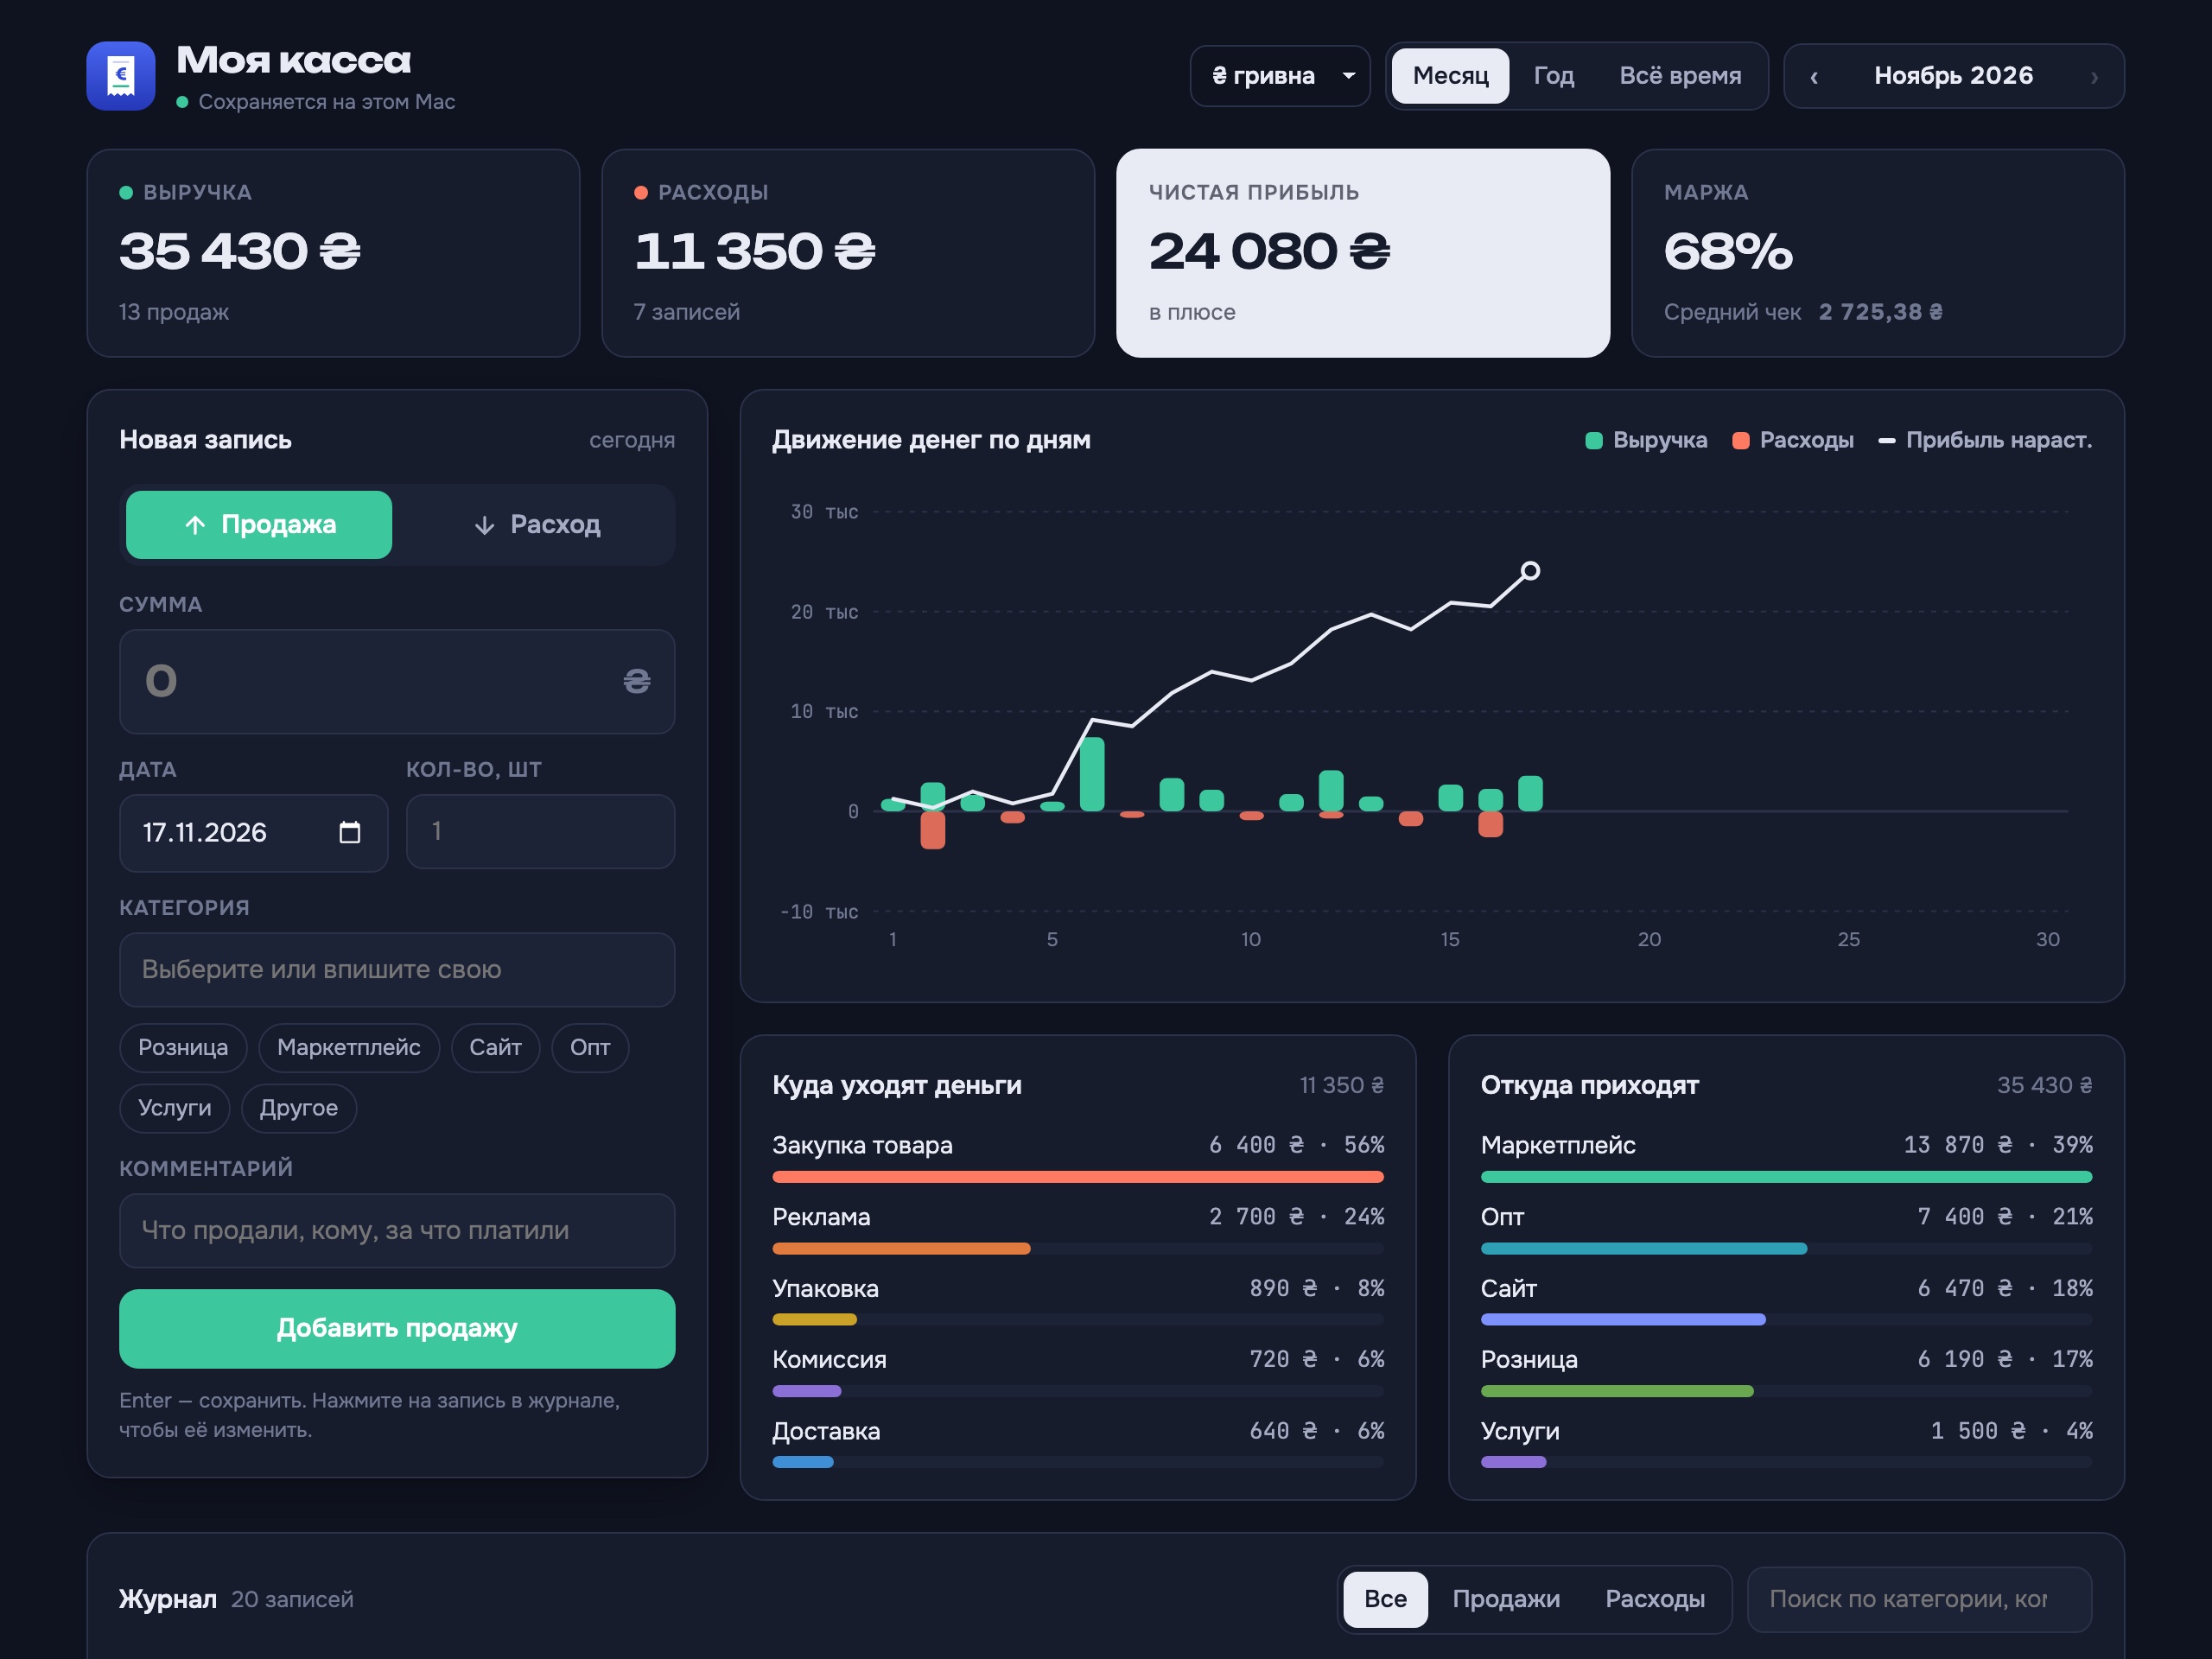 €
Моя касса
Сохраняется на этом Mac
₴ гривна
Месяц
Год
Всё время
‹
Ноябрь 2026
›
ВЫРУЧКА
35 430 ₴
13 продаж
РАСХОДЫ
11 350 ₴
7 записей
ЧИСТАЯ ПРИБЫЛЬ
24 080 ₴
в плюсе
МАРЖА
68%
Средний чек 2 725,38 ₴
Новая запись
сегодня
↑ Продажа
↓ Расход
СУММА
0 ₴
ДАТА
КОЛ-ВО, ШТ
17.11.2026
1
КАТЕГОРИЯ
Выберите или впишите свою
Розница
Маркетплейс
Сайт
Опт
Услуги
Другое
КОММЕНТАРИЙ
Что продали, кому, за что платили
Добавить продажу
Enter — сохранить. Нажмите на запись в журнале,
чтобы её изменить.
Движение денег по дням
Выручка
Расходы
Прибыль нараст.
30 тыс
20 тыс
10 тыс
0
-10 тыс
1
5
10
15
20
25
30
Куда уходят деньги
11 350 ₴
Закупка товара 6 400 ₴ · 56%
Реклама 2 700 ₴ · 24%
Упаковка 890 ₴ · 8%
Комиссия 720 ₴ · 6%
Доставка 640 ₴ · 6%
Откуда приходят
35 430 ₴
Маркетплейс 13 870 ₴ · 39%
Опт 7 400 ₴ · 21%
Сайт 6 470 ₴ · 18%
Розница 6 190 ₴ · 17%
Услуги 1 500 ₴ · 4%
Журнал 20 записей
Все
Продажи
Расходы
Поиск по категории,